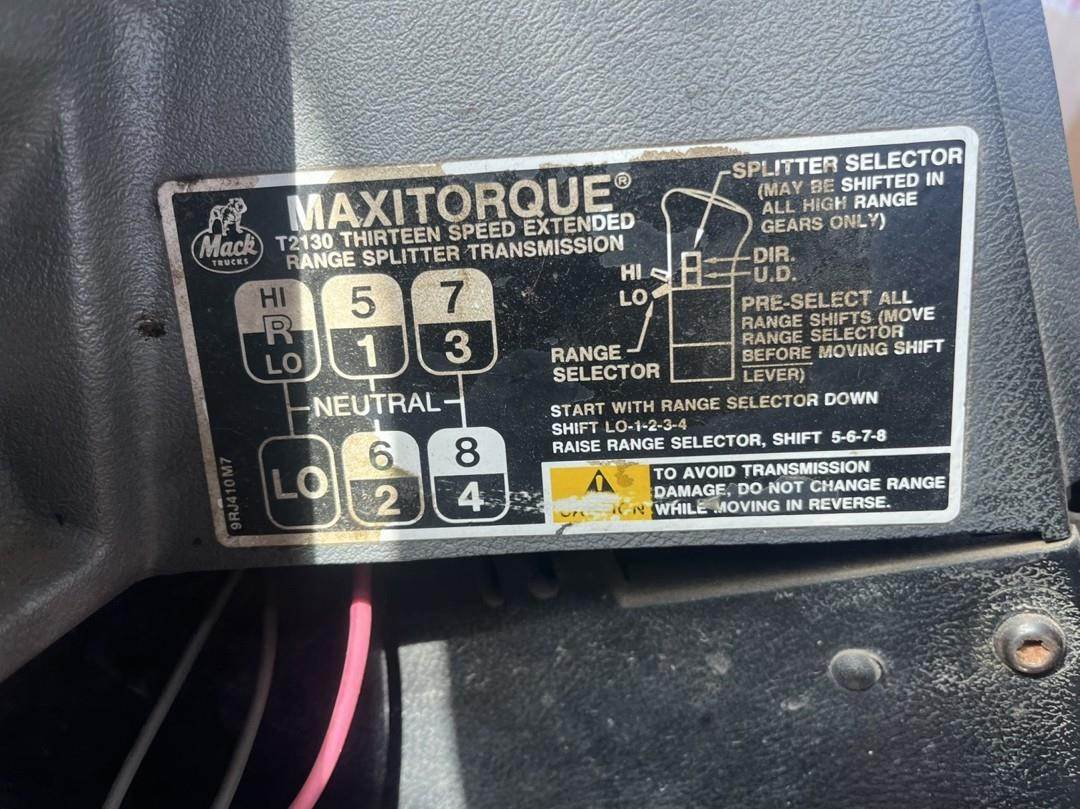 Mack
TRUCKS
MAXITORQUE®
T2130 THIRTEEN SPEED EXTENDED
RANGE SPLITTER TRANSMISSION
HI
R
LO
5
1
7
3
NEUTRAL
LO
6
2
8
4
9RJ410M7
SPLITTER SELECTOR
(MAY BE SHIFTED IN
ALL HIGH RANGE
GEARS ONLY)
HI
LO
DIR.
U.D.
RANGE
SELECTOR
PRE-SELECT ALL
RANGE SHIFTS (MOVE
RANGE SELECTOR
BEFORE MOVING SHIFT
LEVER)
START WITH RANGE SELECTOR DOWN
SHIFT LO-1-2-3-4
RAISE RANGE SELECTOR, SHIFT 5-6-7-8
TO AVOID TRANSMISSION
DAMAGE, DO NOT CHANGE RANGE
WHILE MOVING IN REVERSE.